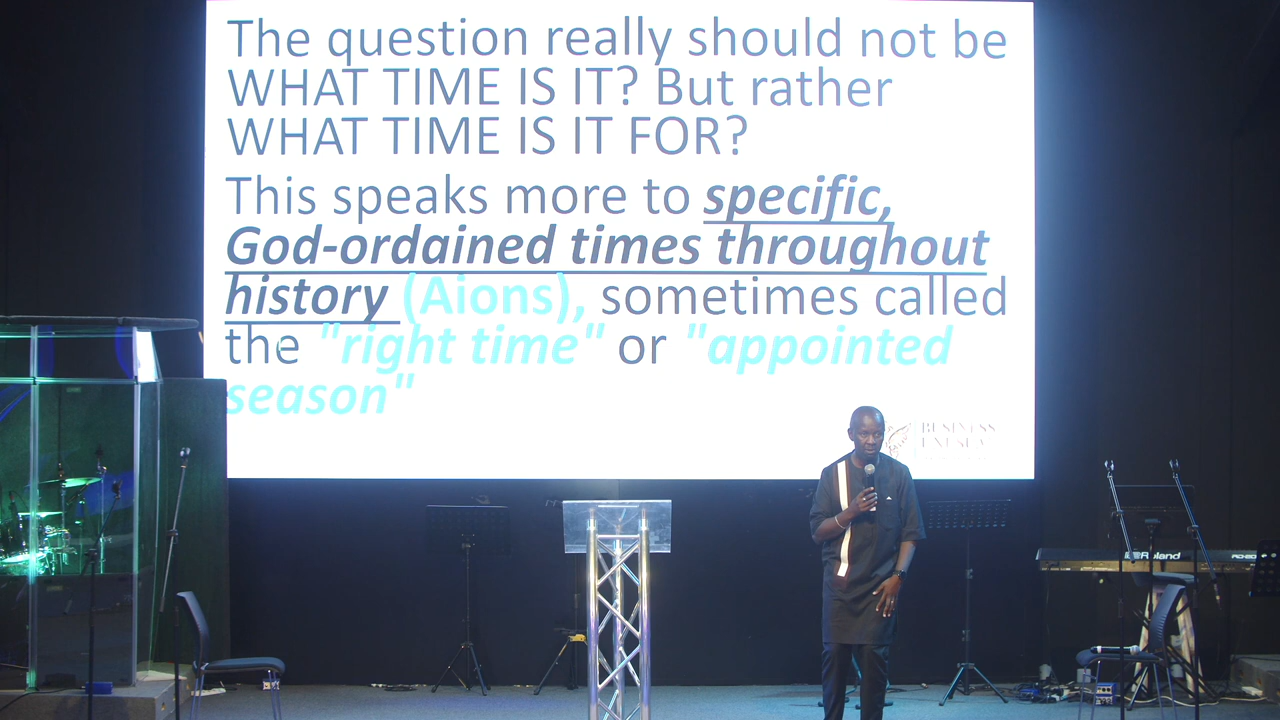 The question really should not be
WHAT TIME IS IT? But rather
WHAT TIME IS IT FOR?
This speaks more to specific,
God-ordained times throughout
history (Aions), sometimes called
the "right time" or "appointed
season"
BUSINESS
Roland